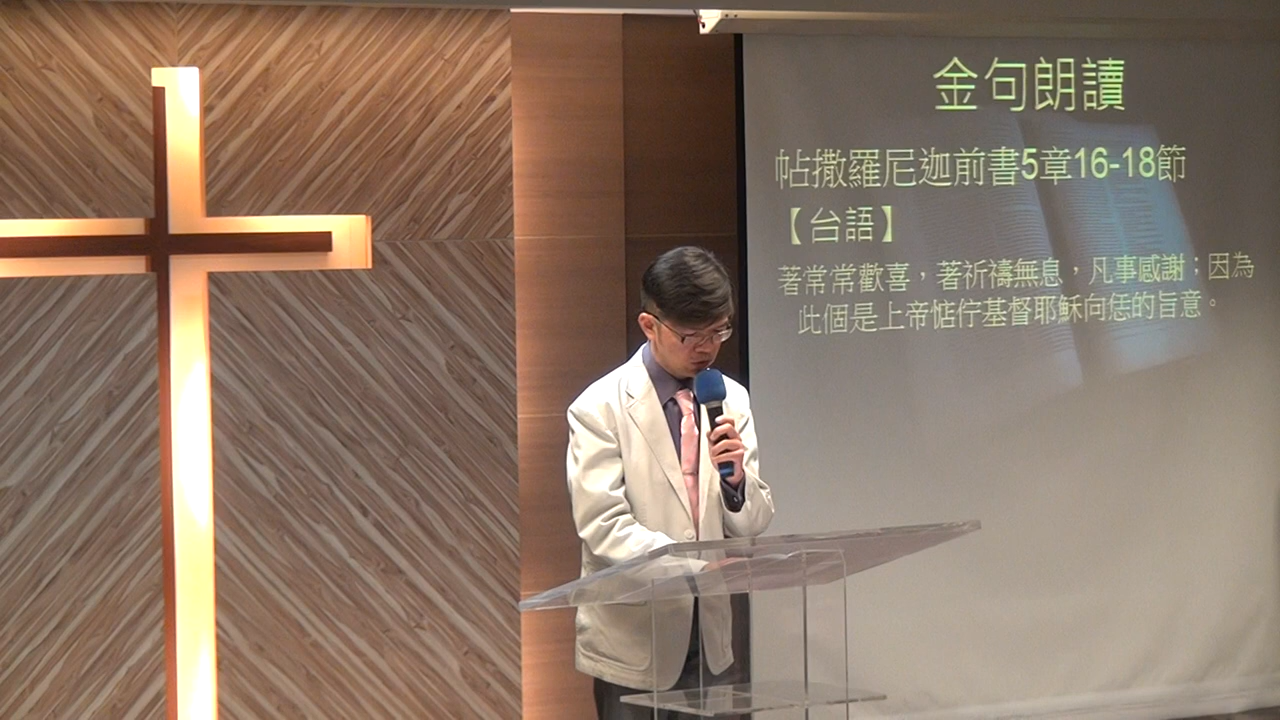 金句朗讀
帖撒羅尼迦前書5章16-18節
【台語】
著常常歡喜，著祈禱無息，凡事感謝；因為
此個是上帝惦佇基督耶穌向恁的旨意。